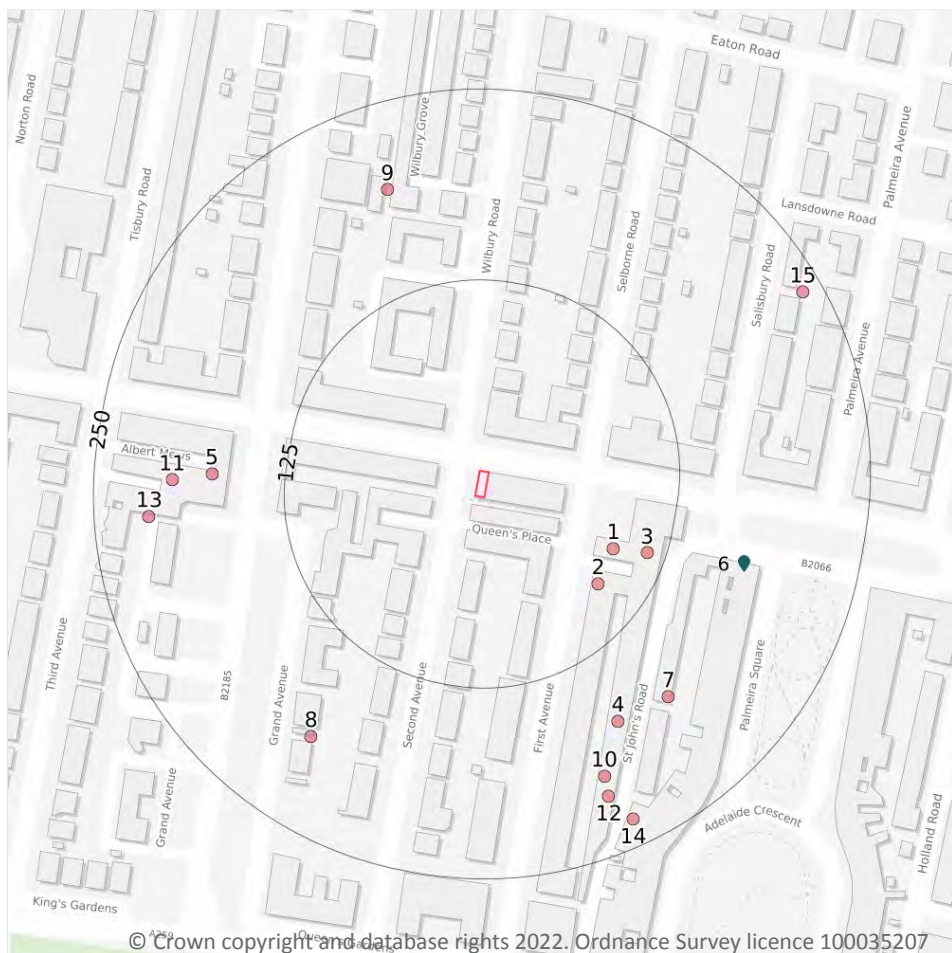 Eaton Road
Norton Road
Wilbury Grove
Palmeira Avenue
9
Tisbury Road
Wilbury Road
Lansdowne Road
Selborne Road
Salisbury Road
15
Palmeira Avenue
250
Albert Mews
125
11
5
13
Queen's Place
1
3
2
6
B2066
Third Avenue
B2185
Grand Avenue
Second Avenue
First Avenue
St John's Road
Palmeira Square
7
4
8
10
12
14
Grand Avenue
Adelaide Crescent
Holland Road
King's Gardens
A259
Queen's Gardens
© Crown copyright and database rights 2022. Ordnance Survey licence 100035207